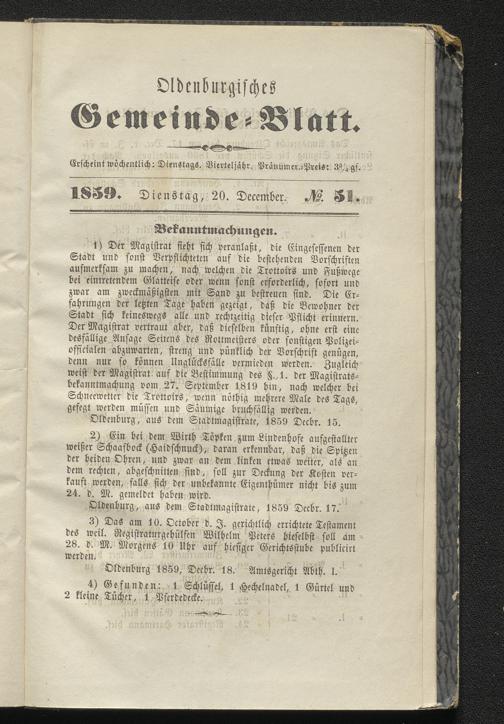 Oldenburgisches
Gemeinde-Blatt.
Erscheint wöchentlich: Dienstags. Vierteljähr. Pränumer.-Preis: 3¾ gs.
1859. Dienstag, 20. December. № 51.
Bekanntmachungen.
1) Der Magistrat sieht sich veranlaßt, die Eingesessenen der
Stadt und sonst Verpflichteten auf die bestehenden Vorschriften
aufmerksam zu machen, nach welchen die Trottoirs und Fußwege
bei eintretendem Glatteise oder wenn sonst erforderlich, sofort und
zwar am zweckmäßigsten mit Sand zu bestreuen sind. Die Er-
fahrungen der letzten Tage haben gezeigt, daß die Bewohner der
Stadt sich keineswegs alle und rechtzeitig dieser Pflicht erinnern.
Der Magistrat vertraut aber, daß dieselben künftig, ohne erst eine
desfällige Ansage Seitens des Rottmeisters oder sonstigen Polizei-
officialen abzuwarten, streng und pünktlich der Vorschrift genügen,
denn nur so können Unglücksfälle vermieden werden. Zugleich
weist der Magistrat auf die Bestimmung des §. 1. der Magistrats-
bekanntmachung vom 27. September 1819 hin, nach welcher bei
Schneewetter die Trottoirs, wenn nöthig mehrere Male des Tags,
gefegt werden müssen und Säumige bruchfällig werden.
Oldenburg, aus dem Stadtmagistrate, 1859 Decbr. 15.
2) Ein bei dem Wirth Töpken zum Lindenhofe aufgestallter
weißer Schaafbock (Haidschnuck), daran erkennbar, daß die Spitzen
der beiden Ohren, und zwar an dem linken etwas weiter, als an
dem rechten, abgeschnitten sind, soll zur Deckung der Kosten ver-
kauft werden, falls sich der unbekannte Eigenthümer nicht bis zum
24. d. M. gemeldet haben wird.
Oldenburg, aus dem Stadtmagistrate, 1859 Decbr. 17.
3) Das am 10. October d. J. gerichtlich errichtete Testament
des weil. Registraturgehülfen Wilhelm Peters hieselbst soll am
28. d. M. Morgens 10 Uhr auf hiesiger Gerichtsstube publicirt
werden.
Oldenburg 1859, Decbr. 18. Amtsgericht Abth. I.
4) Gefunden: 1 Schlüssel, 1 Hechelnadel, 1 Gürtel und
2 kleine Tücher, 1 Pferdedecke.